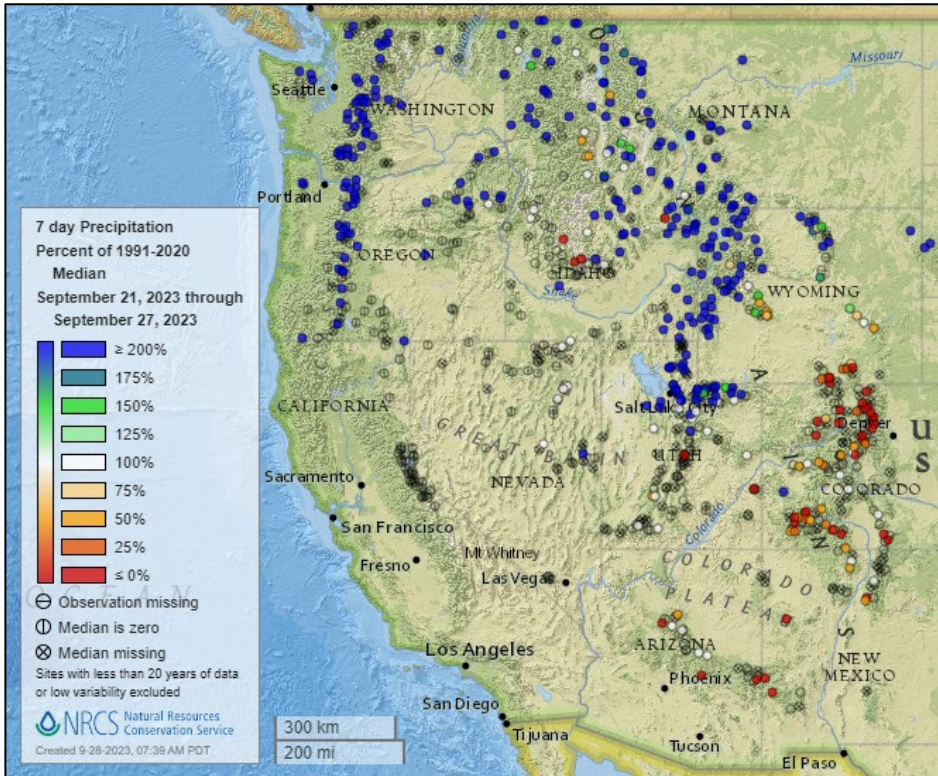 Missouri
Seattle
WASHINGTON
MONTANA
Portland
OREGON
IDAHO
Snake
WYOMING
7 day Precipitation
Percent of 1991-2020
Median
September 21, 2023 through
September 27, 2023
≥ 200%
175%
150%
125%
100%
75%
50%
25%
≤ 0%
Observation missing
Median is zero
Median missing
Sites with less than 20 years of data
or low variability excluded
NRCS Natural Resources
Conservation Service
Created 9-28-2023, 07:39 AM PDT
CALIFORNIA
Salt Lake City
Denver
U
S
GREAT BASIN
UTAH
NEVADA
COLORADO
Sacramento
San Francisco
Colorado
Fresno
Mt Whitney
Las Vegas
COLORADO
PLATEAU
OCEAN
ARIZONA
Los Angeles
Phoenix
NEW
MEXICO
San Diego
Tijuana
Tucson
El Paso
300 km
200 mi